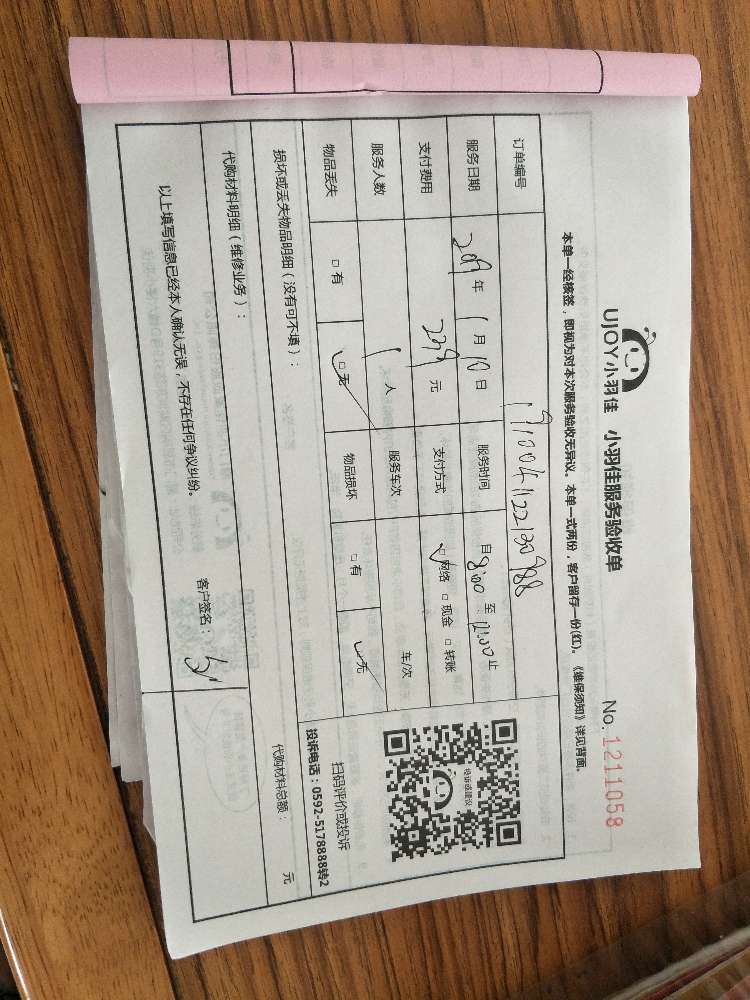 UJOY小羽佳 小羽佳服务验收单
No. 1211058
本单一经核签，即视为对本次服务验收无异议。本单一式两份，客户留存一份(红)。《维保须知》详见背面。
订单编号
服务日期 2019 年 1 月 10 日 服务时间 自 8:00 至 12:00 止
支付费用 元 支付方式 □ 网络 □ 现金 □ 转账
服务人数 1 人 服务车次 车/次
物品丢失 □ 有 □ 无 物品损坏 □ 有 □ 无
投诉或建议
扫码评价或投诉
投诉电话：0592-5178888转2
损坏或丢失物品明细（没有可不填）：
代购材料明细（维修业务）： 代购材料总额： 元
以上填写信息已经本人确认无误，不存在任何争议纠纷。
客户签名：